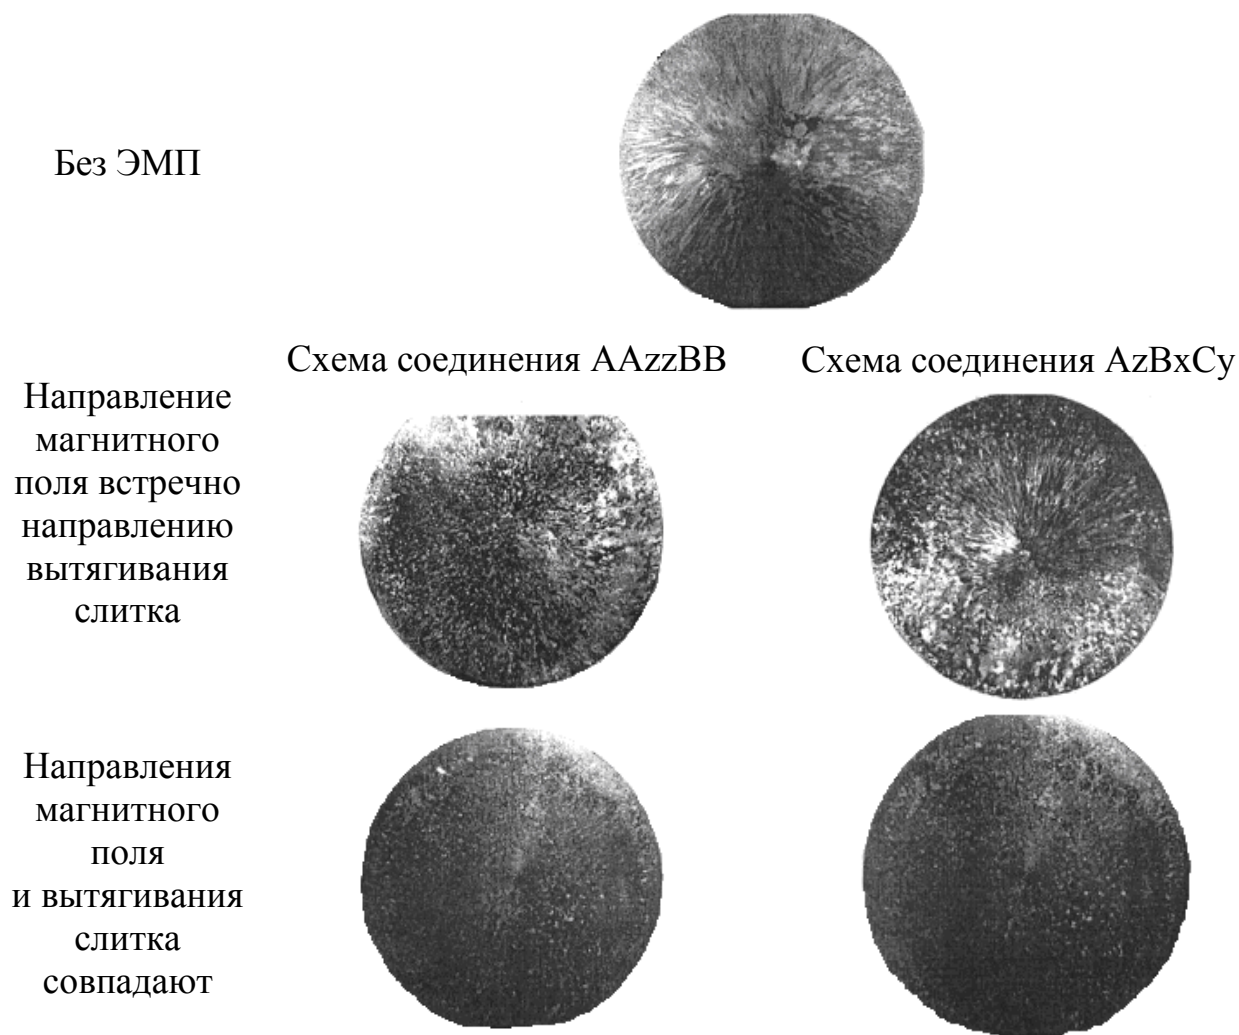 Без ЭМП
Схема соединения AAzzBB
Схема соединения AzBxCy
Направление
магнитного
поля встречно
направлению
вытягивания
слитка
Направления
магнитного
поля
и вытягивания
слитка
совпадают